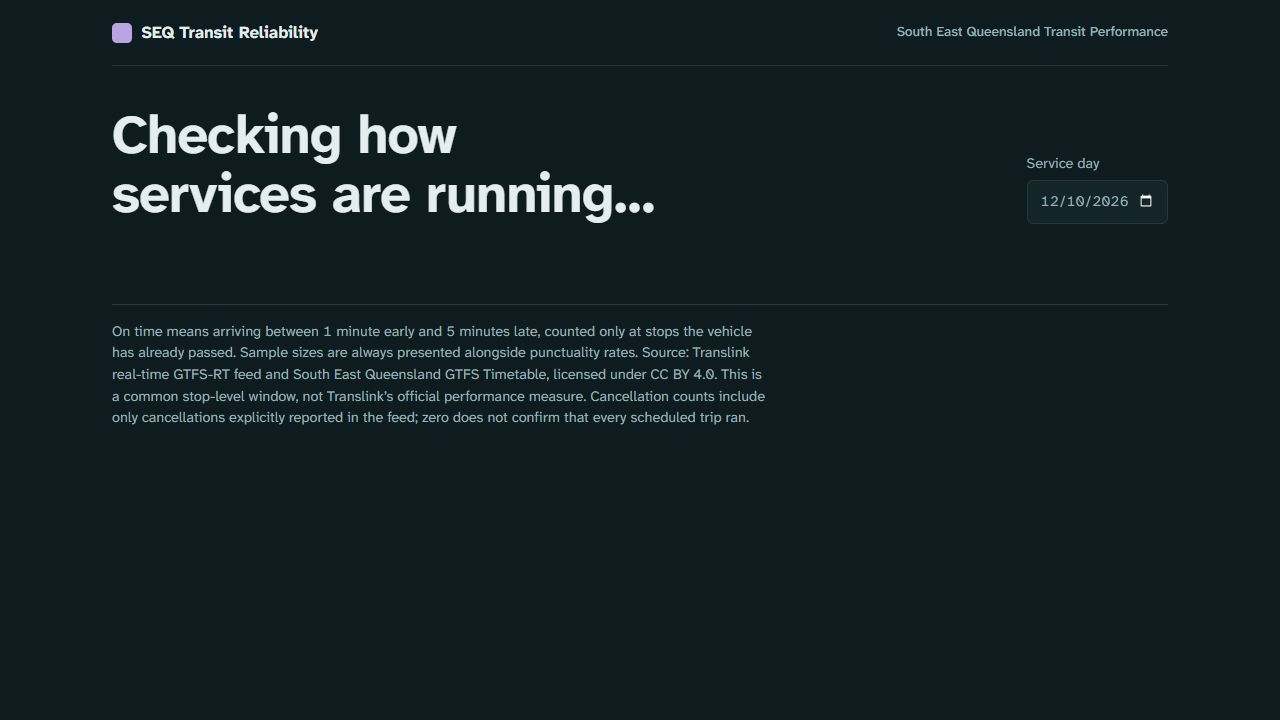 SEQ Transit Reliability
South East Queensland Transit Performance
Checking how
services are running…
Service day
12/10/2026
On time means arriving between 1 minute early and 5 minutes late, counted only at stops the vehicle
has already passed. Sample sizes are always presented alongside punctuality rates. Source: Translink
real-time GTFS-RT feed and South East Queensland GTFS Timetable, licensed under CC BY 4.0. This is
a common stop-level window, not Translink's official performance measure. Cancellation counts include
only cancellations explicitly reported in the feed; zero does not confirm that every scheduled trip ran.